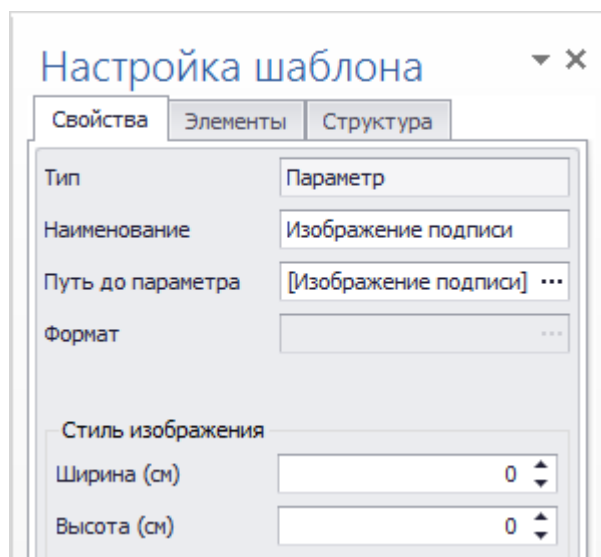 Настройка шаблона
Свойства Элементы Структура
Тип Параметр
Наименование Изображение подписи
Путь до параметра [Изображение подписи] ...
Формат ...
Стиль изображения
Ширина (см) 0
Высота (см) 0